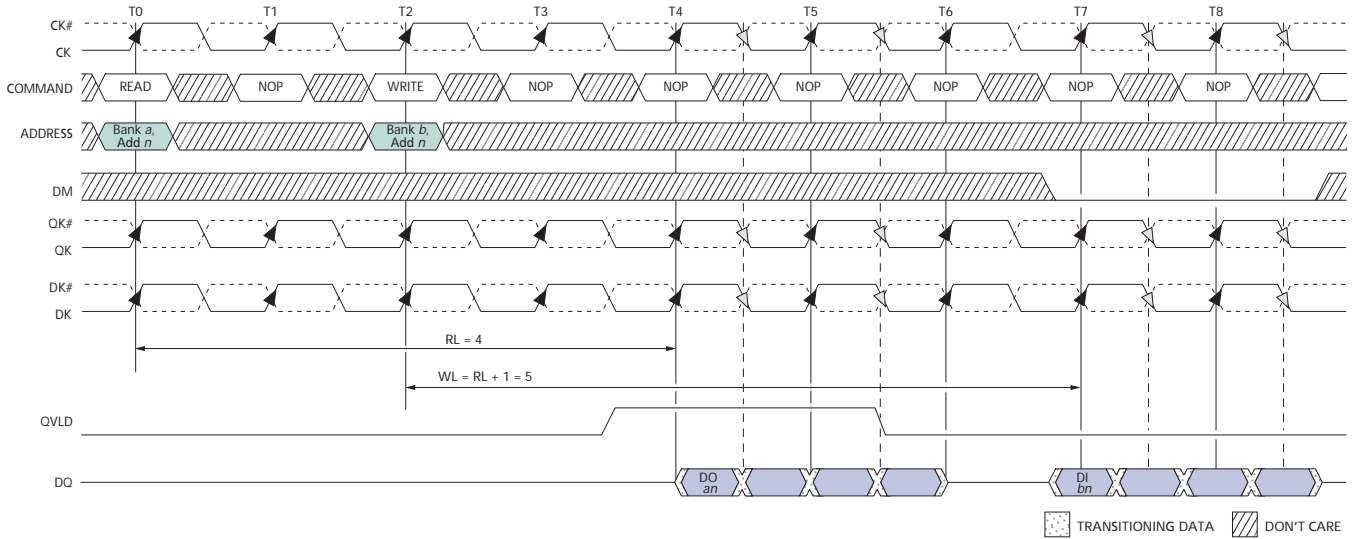 T0 T1 T2 T3 T4 T5 T6 T7 T8
CK#
CK
COMMAND READ NOP WRITE NOP NOP NOP NOP NOP NOP
ADDRESS Bank a, Add n Bank b, Add n
DM
QK#
QK
DK#
DK
RL = 4
WL = RL + 1 = 5
QVLD
DQ DO an DI bn
TRANSITIONING DATA DON'T CARE